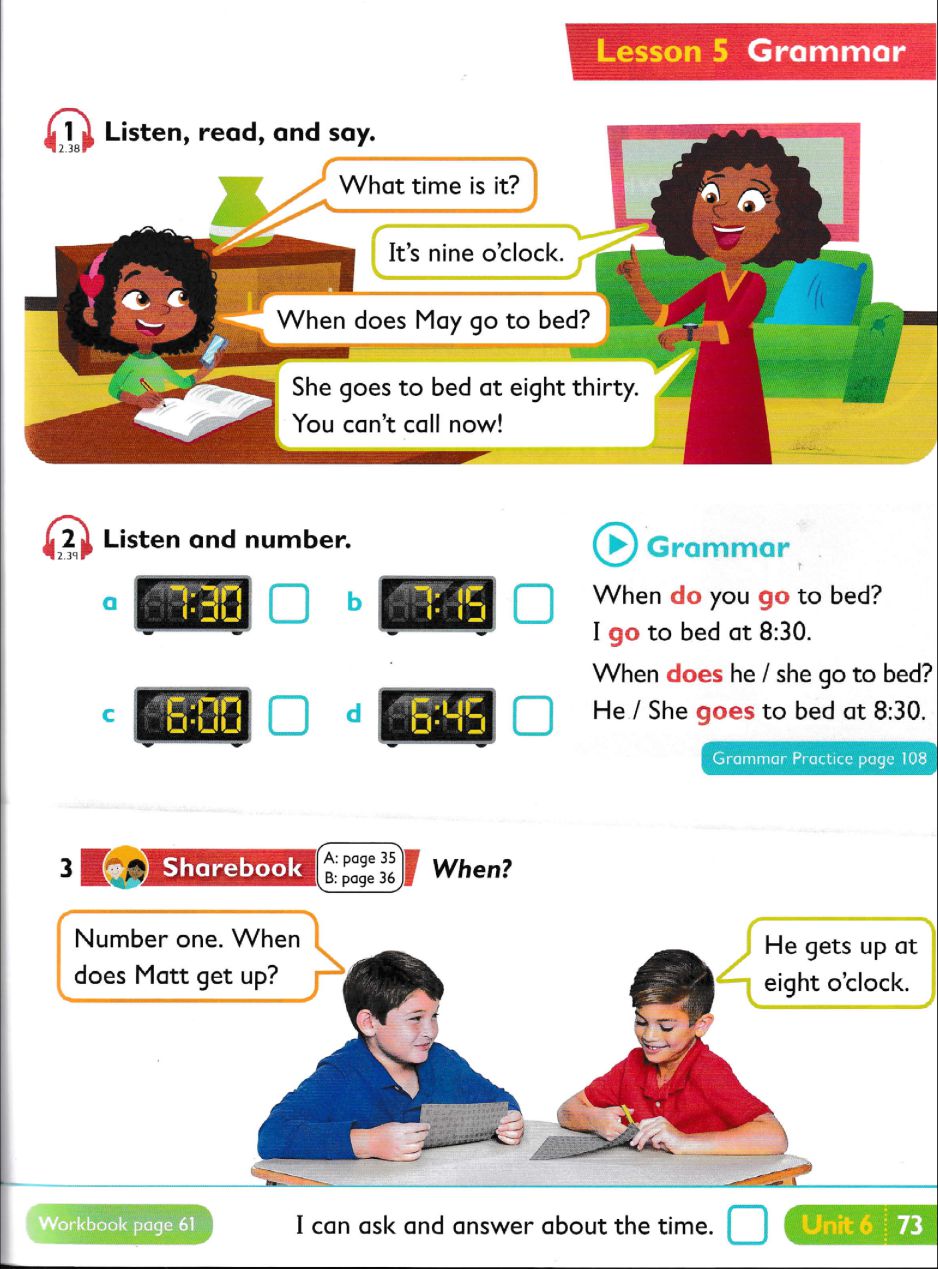 Lesson 5 Grammar
1
2.38
Listen, read, and say.
What time is it?
It's nine o'clock.
When does May go to bed?
She goes to bed at eight thirty.
You can't call now!
2
2.39
Listen and number.
a 7:30
b 7:15
c 6:00
d 6:45
Grammar
When do you go to bed?
I go to bed at 8:30.
When does he / she go to bed?
He / She goes to bed at 8:30.
Grammar Practice page 108
3 Sharebook
A: page 35
B: page 36
When?
Number one. When
does Matt get up?
He gets up at
eight o'clock.
Workbook page 61
I can ask and answer about the time.
Unit 6 73